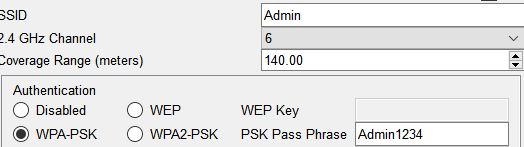 SSID Admin
2.4 GHz Channel 6
Coverage Range (meters) 140.00
Authentication
Disabled WEP WEP Key
WPA-PSK WPA2-PSK PSK Pass Phrase Admin1234